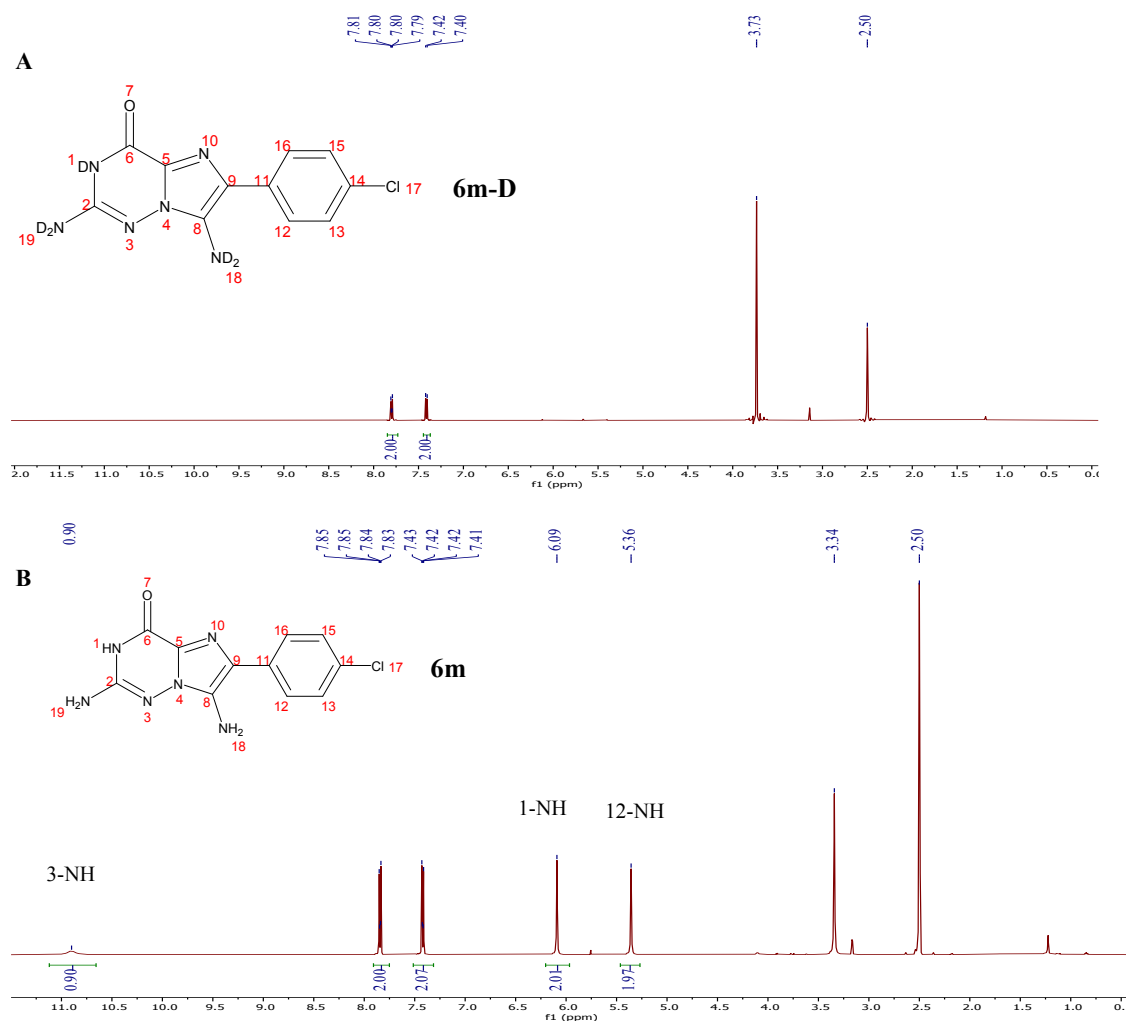 7.81 7.80 7.80 7.79 7.42 7.40 3.73 2.50
A
7
O
10
16 15
1 DN 6 5 N
11 14 Cl 17
6m-D
9
2 N 4
D2N N 8 12 13
19 3
ND2
18
2.00 2.00
2.0 11.5 11.0 10.5 10.0 9.5 9.0 8.5 8.0 7.5 7.0 6.5 6.0 5.5 5.0 4.5 4.0 3.5 3.0 2.5 2.0 1.5 1.0 0.5 0.0
f1 (ppm)
0.90 7.85 7.85 7.84 7.83 7.43 7.42 7.42 7.41 6.09 5.36 3.34 2.50
B
7
O
10
16 15
1 HN 6 5 N
11 14 Cl 17
6m
9
2 N 4
H2N N 8 12 13
19 3
NH2
18
1-NH 12-NH
3-NH
0.90 2.00 2.07 2.01 1.97
11.0 10.5 10.0 9.5 9.0 8.5 8.0 7.5 7.0 6.5 6.0 5.5 5.0 4.5 4.0 3.5 3.0 2.5 2.0 1.5 1.0 0.
f1 (ppm)